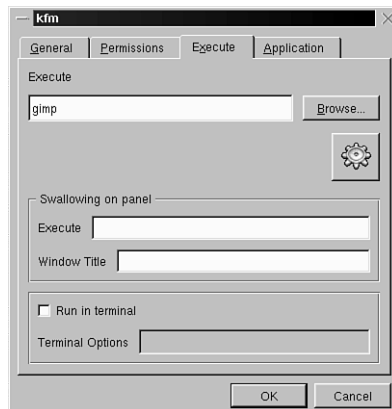 kfm
General Permissions Execute Application
Execute
gimp Browse...
Swallowing on panel
Execute
Window Title
Run in terminal
Terminal Options
OK Cancel